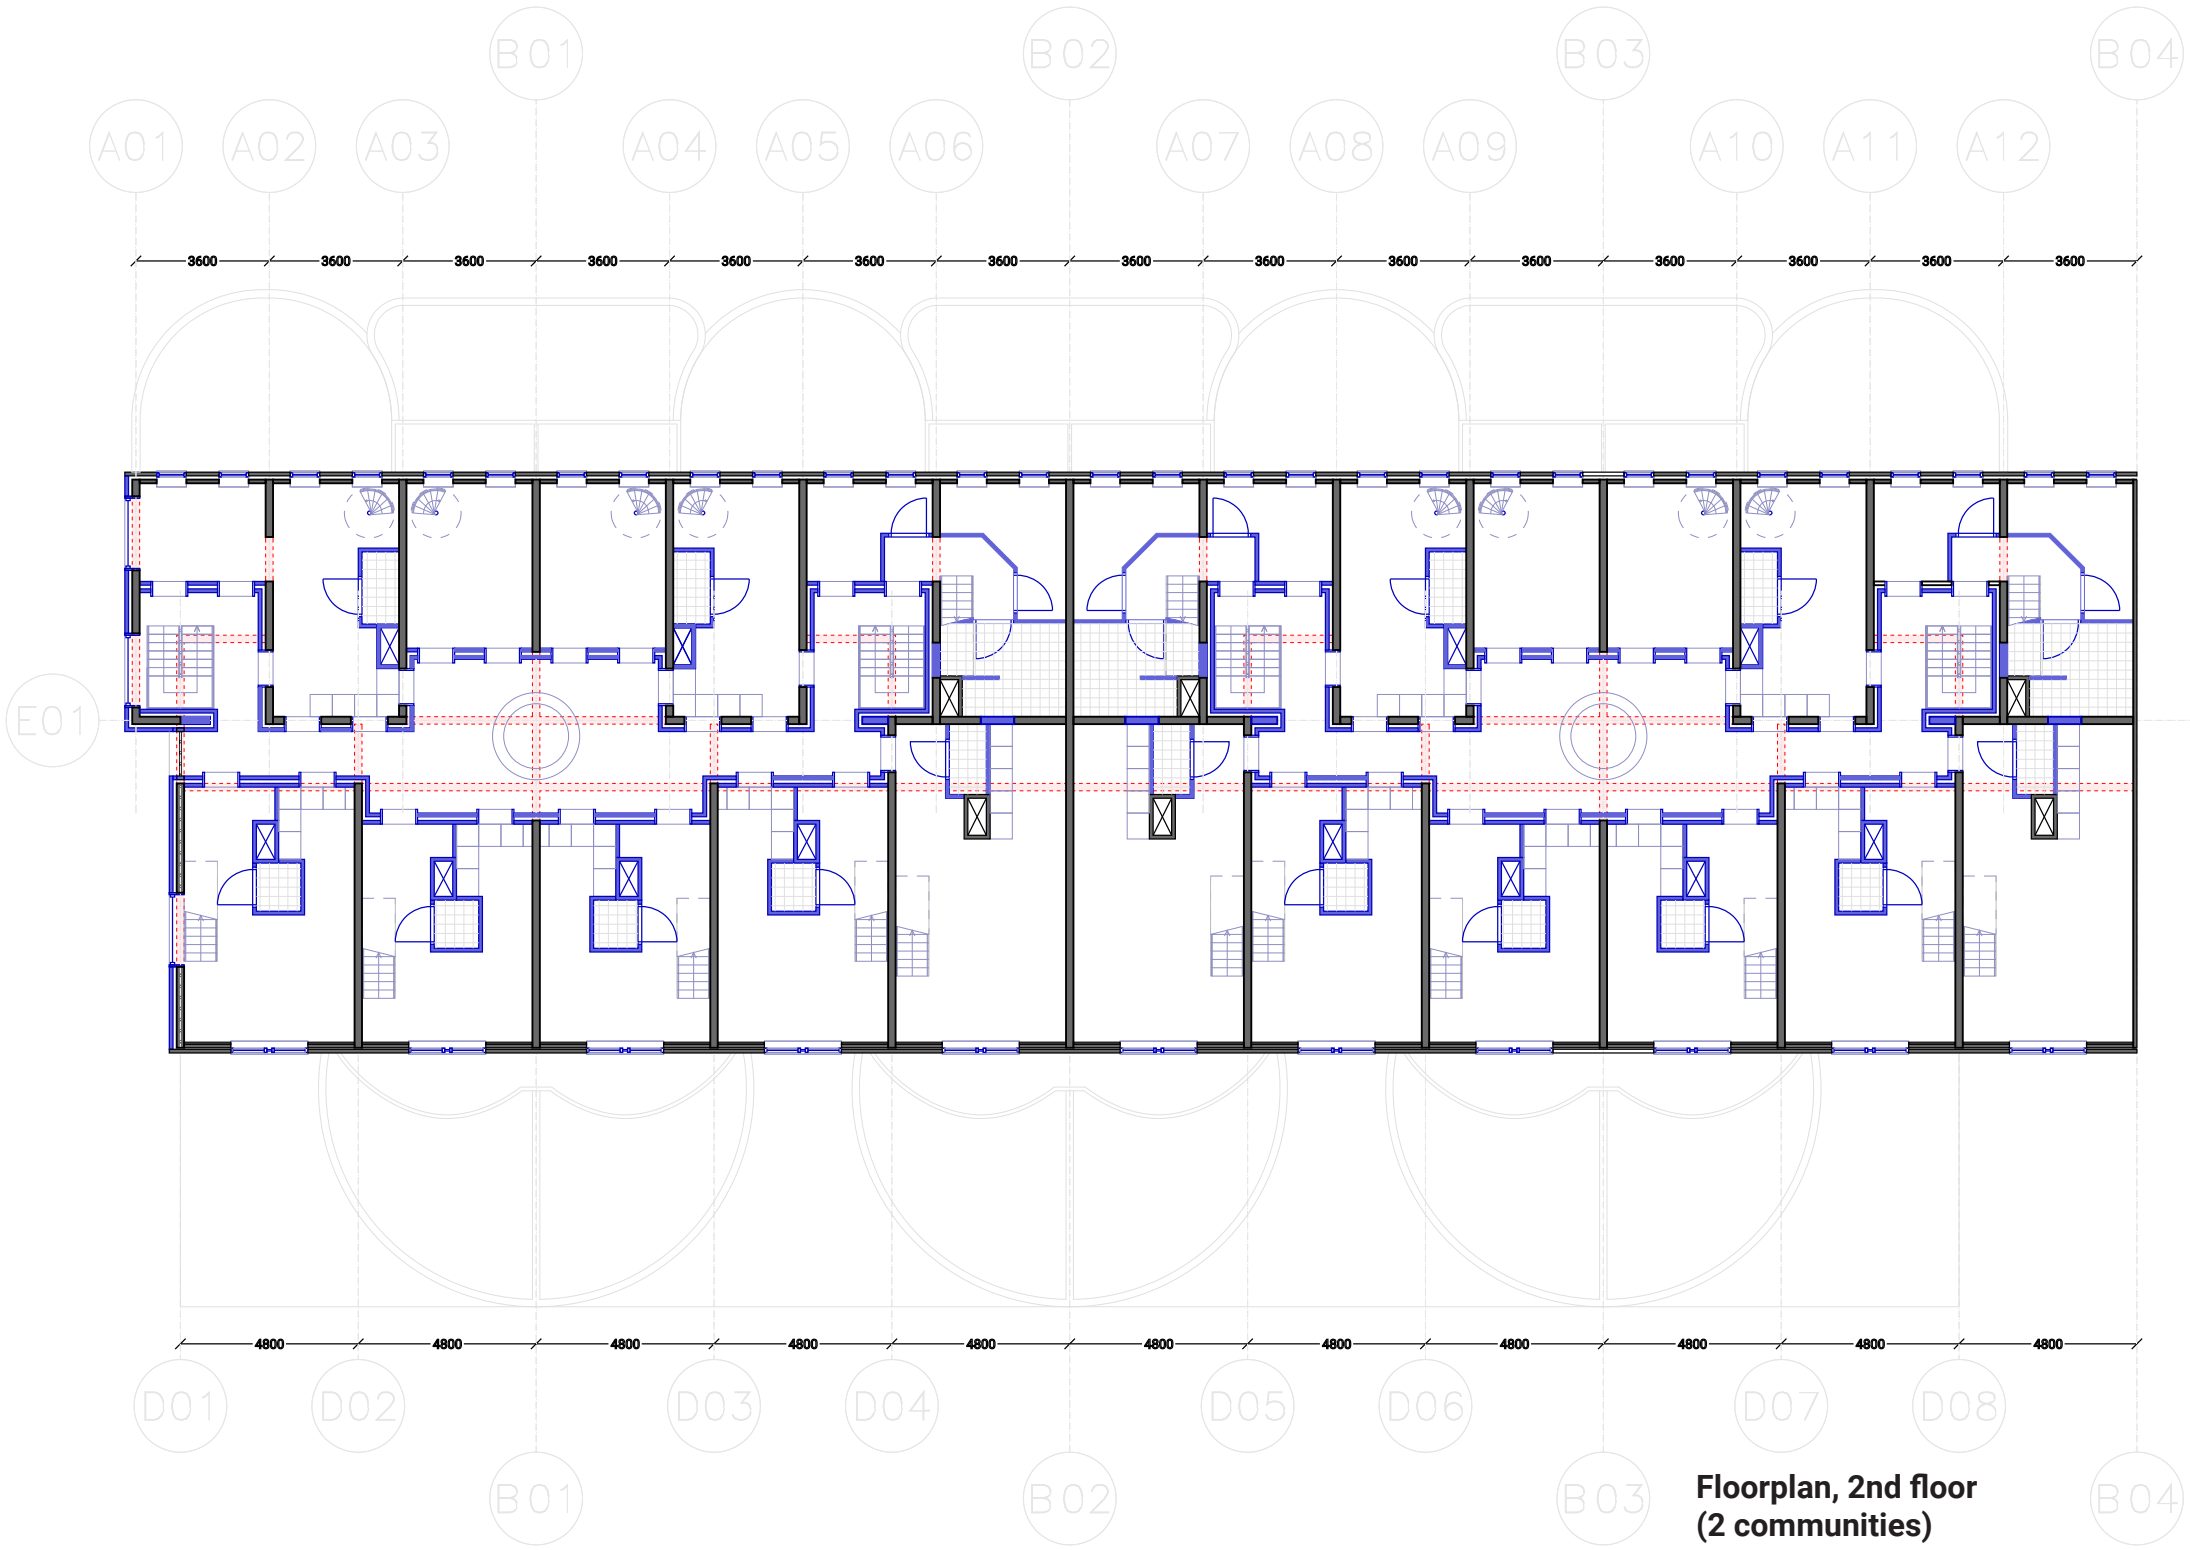 B01 B02 B03 B04
A01 A02 A03 A04 A05 A06 A07 A08 A09 A10 A11 A12
3600 3600 3600 3600 3600 3600 3600 3600 3600 3600 3600 3600 3600 3600 3600
E01
4800 4800 4800 4800 4800 4800 4800 4800 4800 4800 4800
D01 D02 D03 D04 D05 D06 D07 D08
B01 B02 B03 B04
Floorplan, 2nd floor
(2 communities)